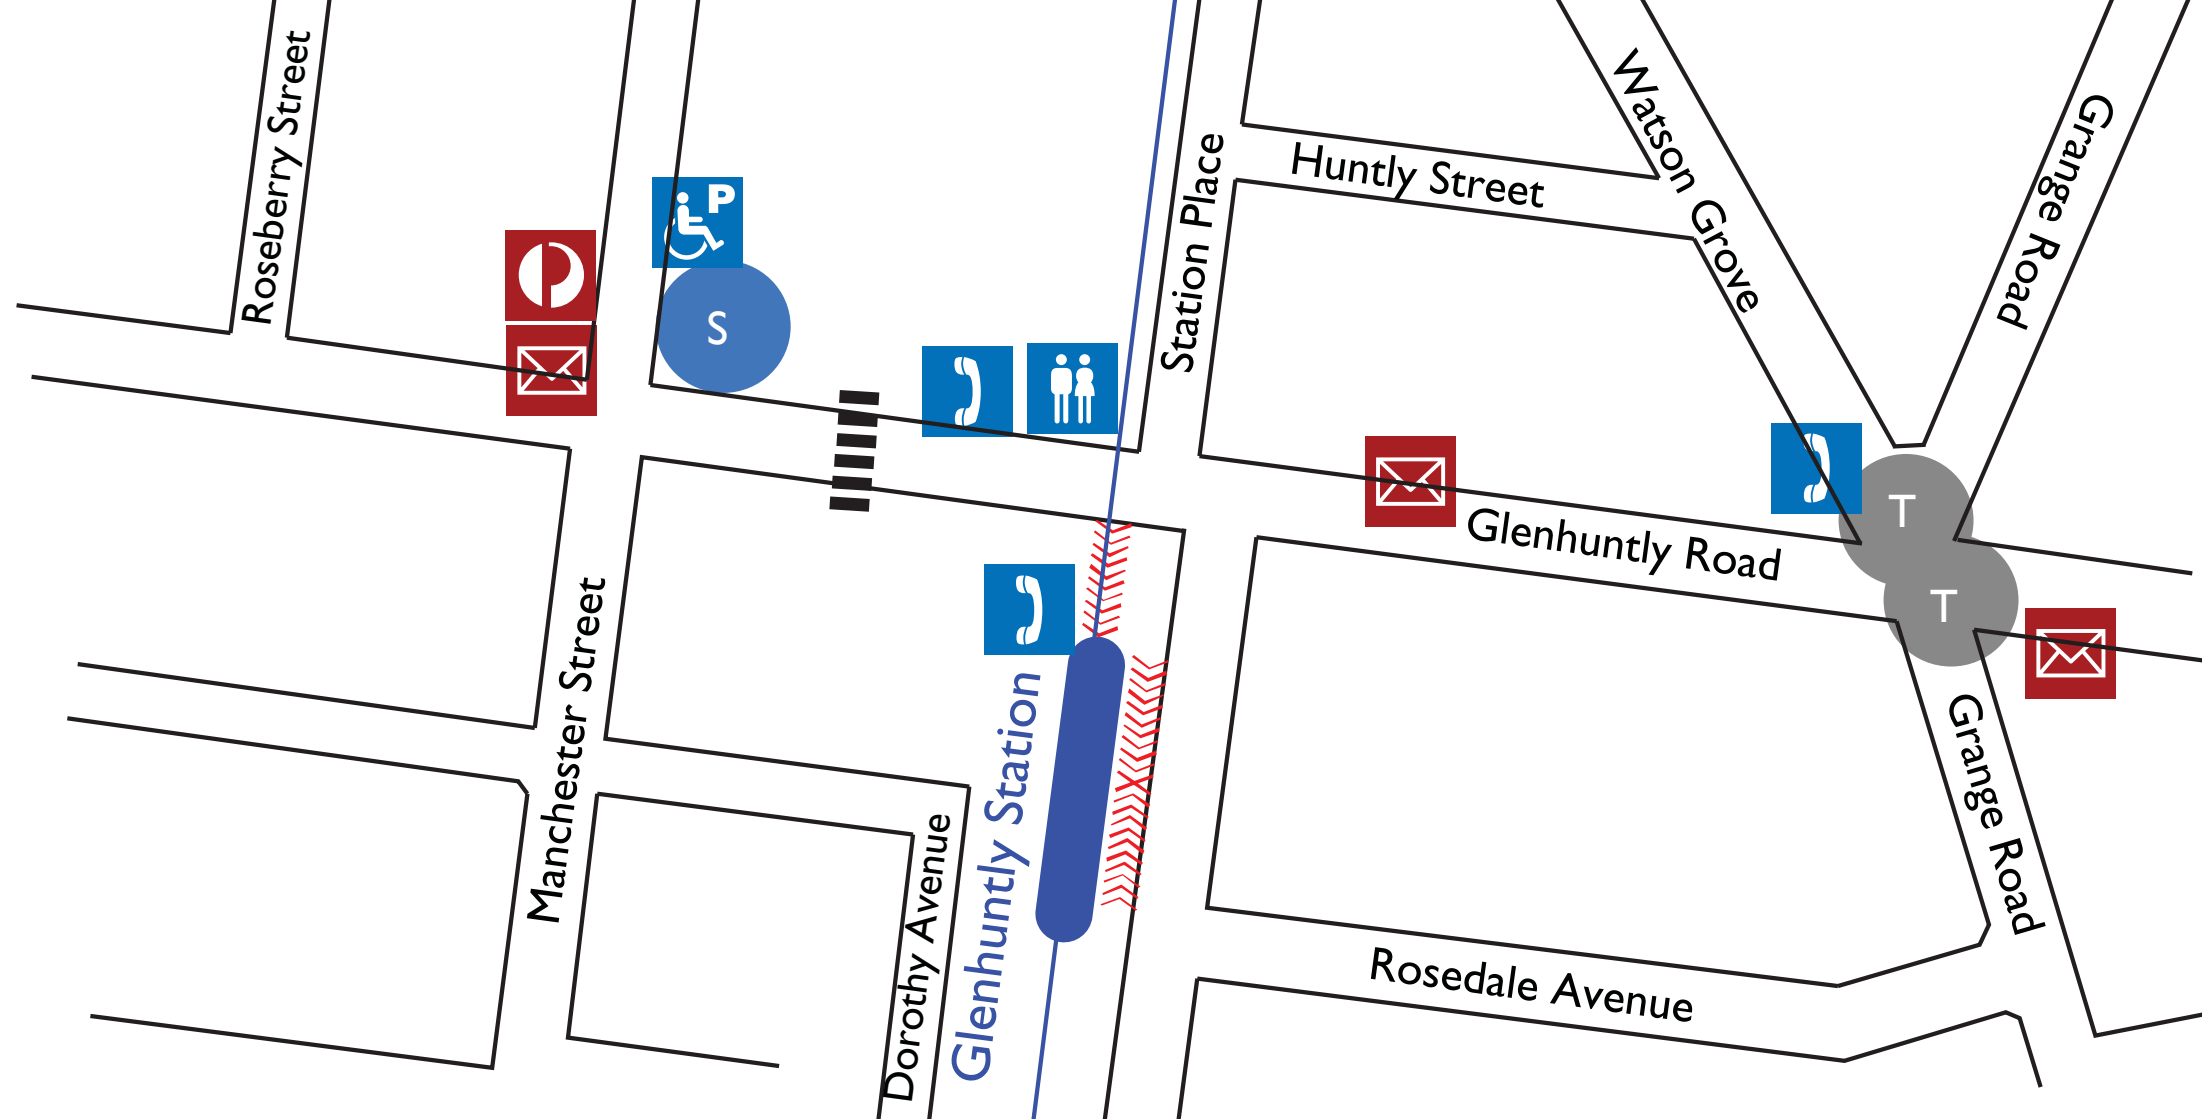 Roseberry Street
P
S
Station Place
Huntly Street
Watson Grove
Grange Road
T
Glenhuntly Road
T
Manchester Street
Glenhuntly Station
Dorothy Avenue
Grange Road
Rosedale Avenue